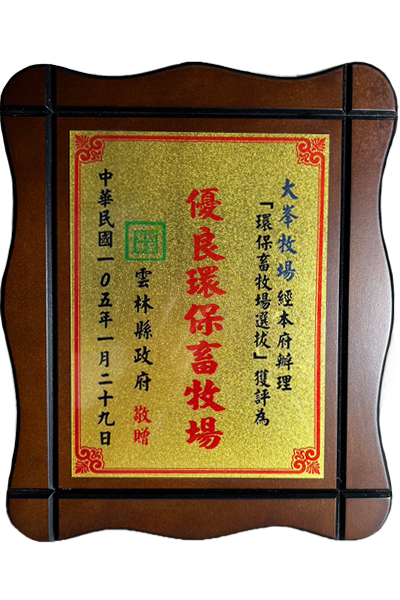 大峯牧場 經本府辦理
「環保畜牧場選拔」獲評為
優良環保畜牧場
雲林縣政府 敬贈
中華民國一0五年一月二十九日